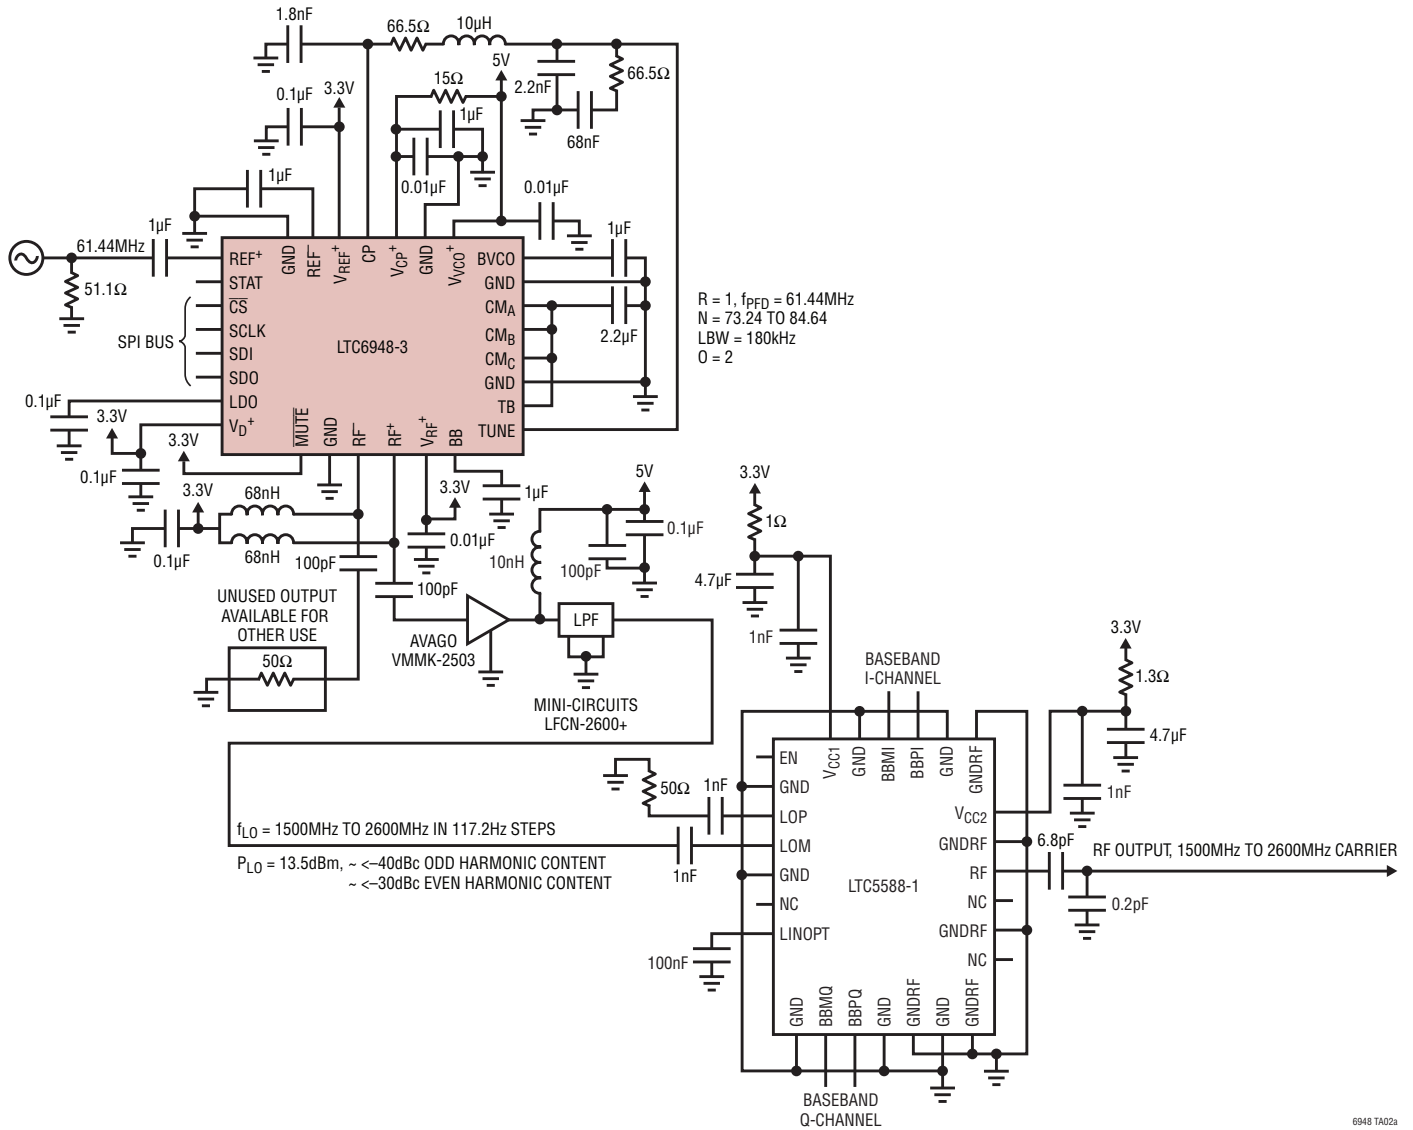 1.8nF
66.5Ω
10µH
5V
15Ω
2.2nF
66.5Ω
0.1µF
3.3V
1µF
68nF
1µF
0.01µF
0.01µF
1µF
61.44MHz
51.1Ω
1µF
REF+
STAT
CS
SCLK
SDI
SDO
LDO
VD+
SPI BUS
GND
REF–
VREF+
CP
VCP+
GND
VVCO+
LTC6948-3
BVCO
GND
CMA
CMB
CMC
GND
TB
TUNE
2.2µF
MUTE
GND
RF–
RF+
VRF+
BB
R = 1, fPFD = 61.44MHz
N = 73.24 TO 84.64
LBW = 180kHz
O = 2
0.1µF
3.3V
0.1µF
3.3V
3.3V
68nH
68nH
0.1µF
100pF
100pF
3.3V
0.01µF
1µF
5V
0.1µF
10nH
100pF
UNUSED OUTPUT
AVAILABLE FOR
OTHER USE
50Ω
AVAGO
VMMK-2503
LPF
MINI-CIRCUITS
LFCN-2600+
3.3V
1Ω
4.7µF
1nF
BASEBAND
I-CHANNEL
3.3V
1.3Ω
4.7µF
1nF
50Ω
1nF
1nF
fLO = 1500MHz TO 2600MHz IN 117.2Hz STEPS
PLO = 13.5dBm, ~ <–40dBc ODD HARMONIC CONTENT
~ <–30dBc EVEN HARMONIC CONTENT
EN
GND
LOP
LOM
GND
NC
LINOPT
100nF
VCC1
GND
BBMI
BBPI
GND
GNDRF
LTC5588-1
VCC2
GNDRF
RF
NC
GNDRF
NC
6.8pF
RF OUTPUT, 1500MHz TO 2600MHz CARRIER
0.2pF
GND
BBMQ
BBPQ
GND
GNDRF
GND
GNDRF
BASEBAND
Q-CHANNEL
6948 TA02a